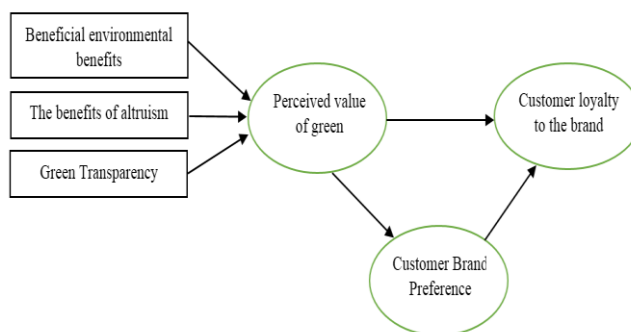 Beneficial environmental
benefits
The benefits of altruism
Green Transparency
Perceived value
of green
Customer loyalty
to the brand
Customer Brand
Preference